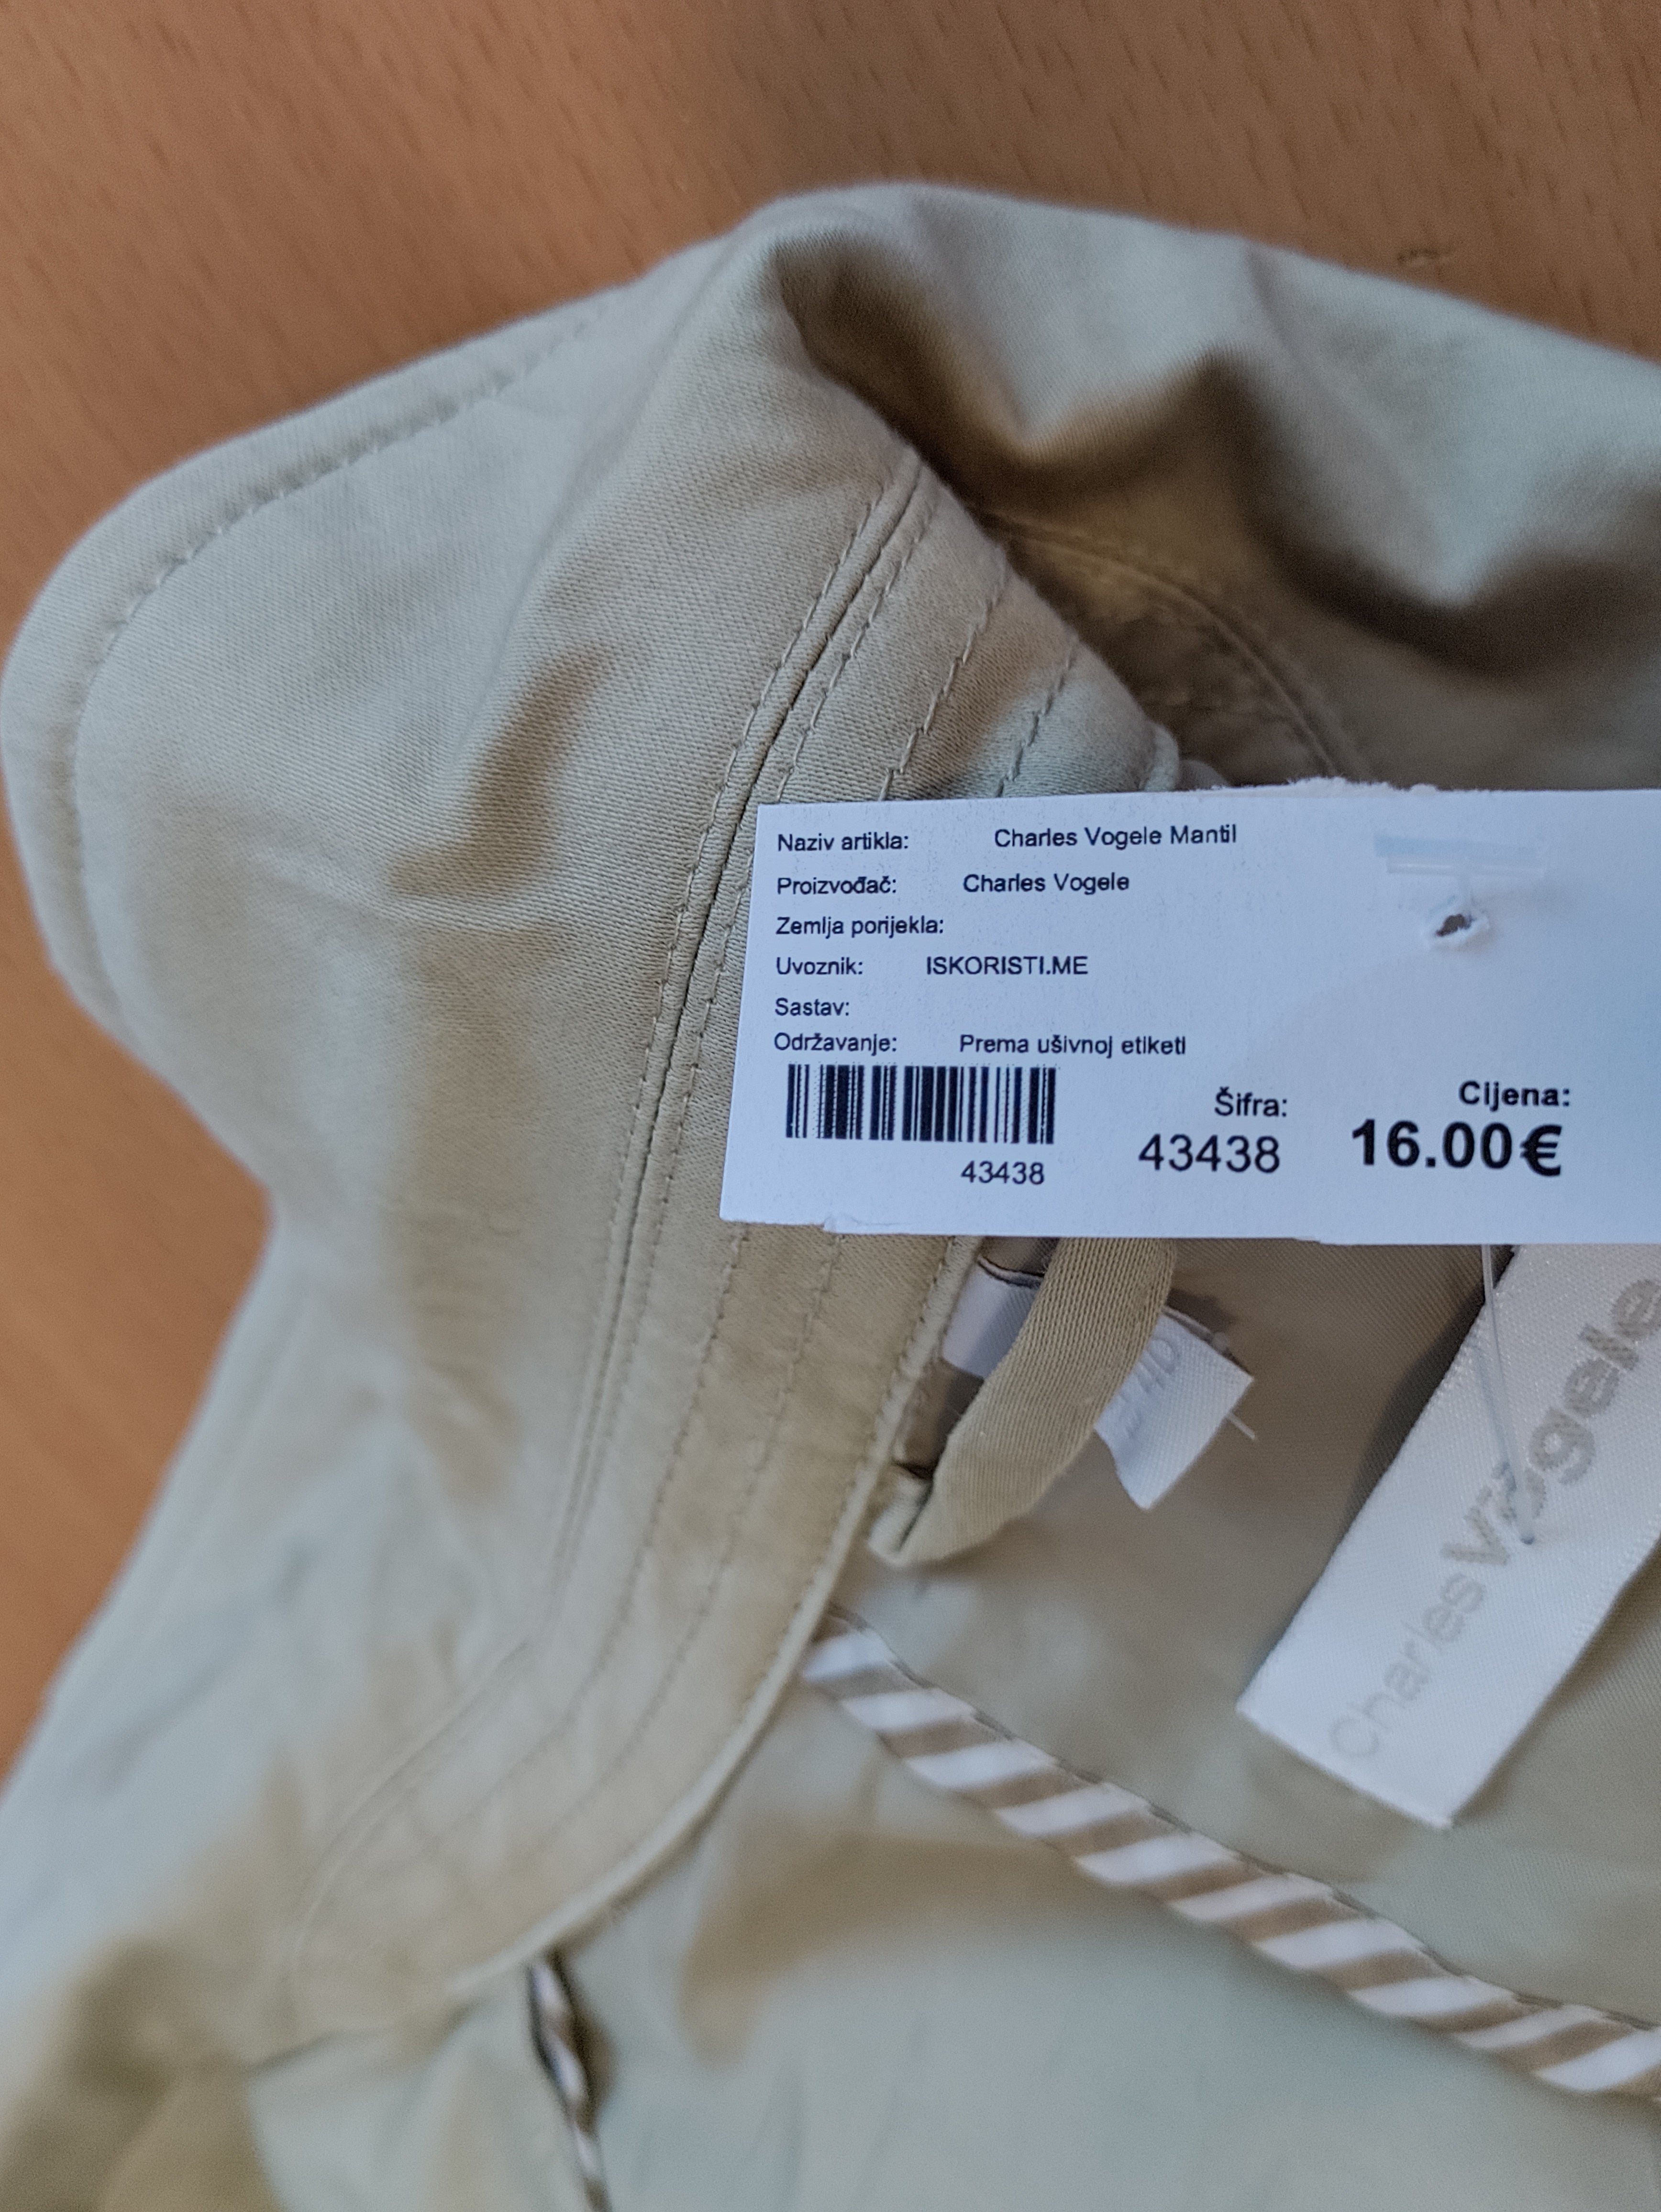 Naziv artikla: Charles Vogele Mantil
Proizvođač: Charles Vogele
Zemlja porijekla:
Uvoznik: ISKORISTI.ME
Sastav:
Održavanje: Prema ušivnoj etiketi
43438
Šifra:
43438
Cijena:
16.00€
Charles Vögele